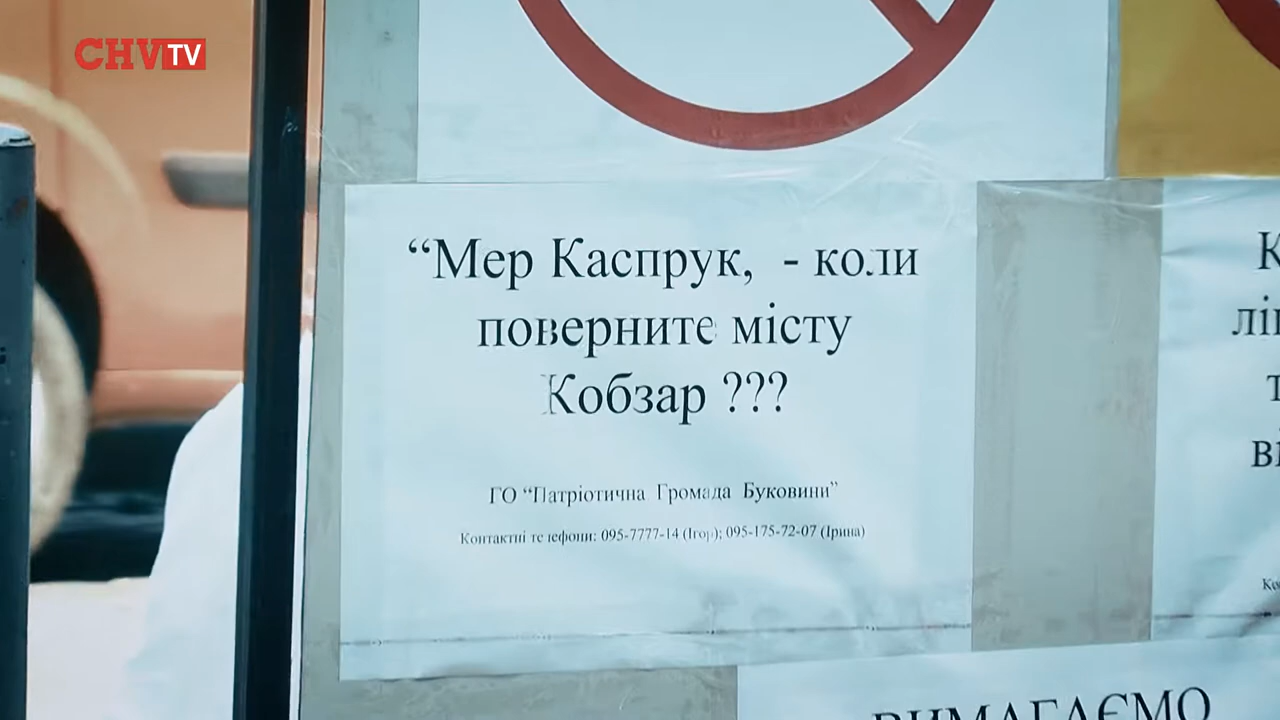 CHVTV
“Мер Каспрук, - коли
поверните місту
Кобзар ???
ГО “Патріотична Громада Буковини”
Контактні телефони: 095-7777-14 (Ігор); 095-175-72-07 (Ірина)
ВИМАГАЄМО